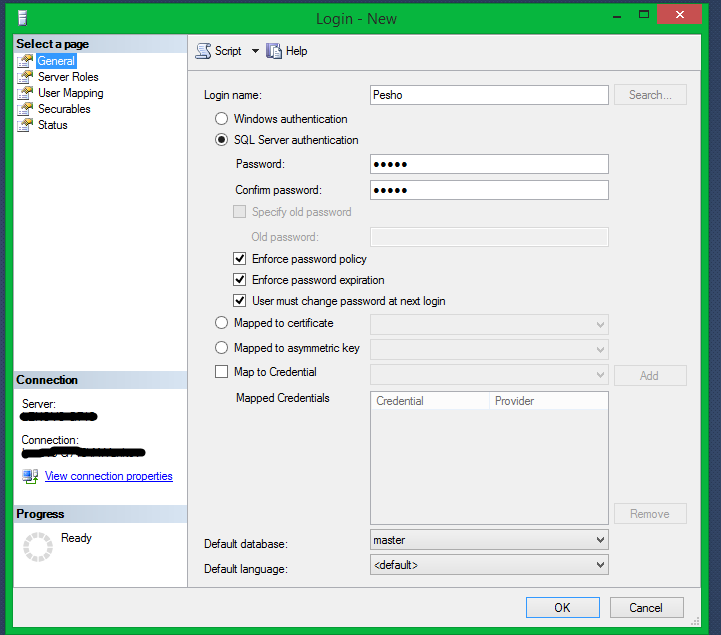 Login - New
Select a page
General
Server Roles
User Mapping
Securables
Status
Script Help
Login name: Pesho Search...
Windows authentication
SQL Server authentication
Password: •••••
Confirm password: •••••
Specify old password
Old password:
Enforce password policy
Enforce password expiration
User must change password at next login
Mapped to certificate
Mapped to asymmetric key
Map to Credential Add
Mapped Credentials Credential Provider
Remove
Default database: master
Default language: <default>
Connection
Server:
Connection:
View connection properties
Progress
Ready
OK Cancel